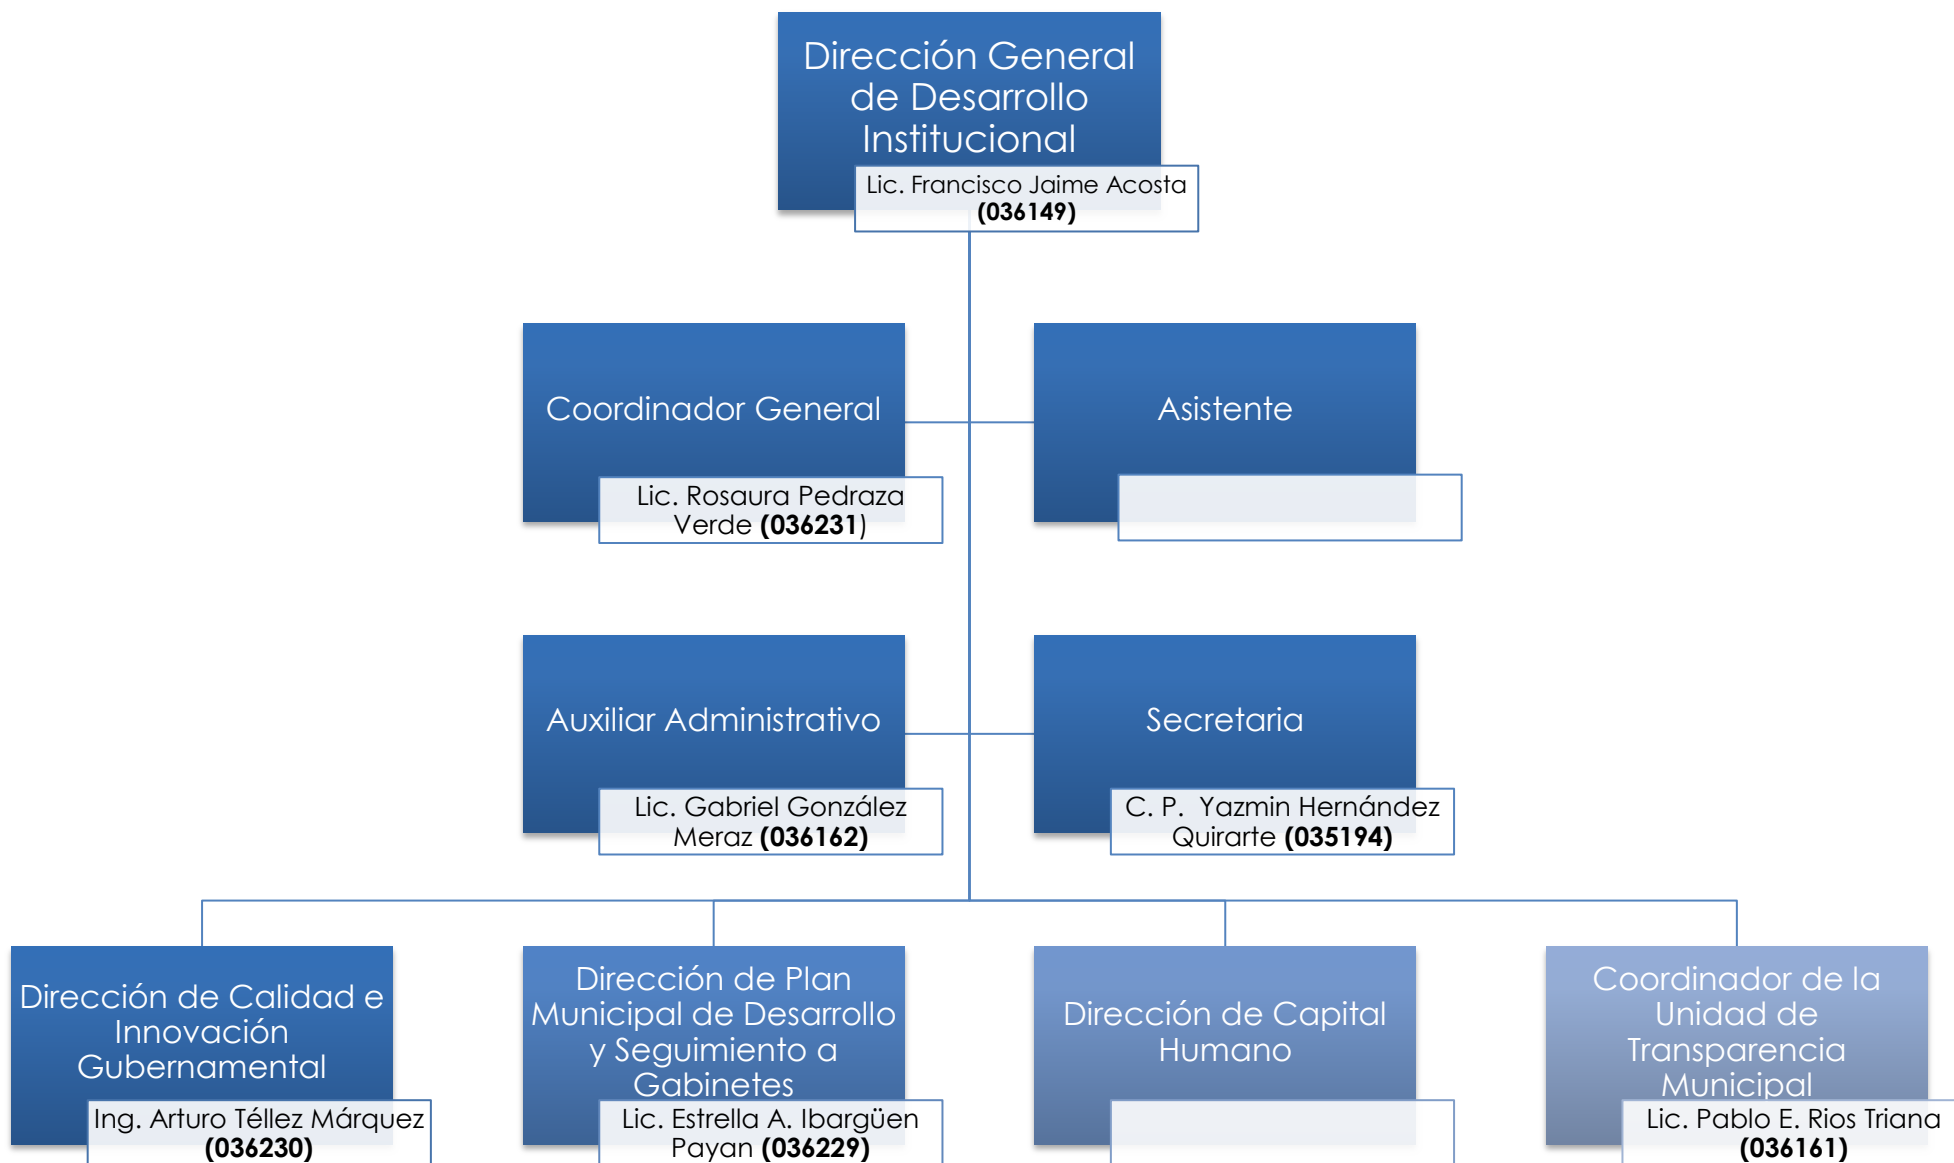 Dirección General
de Desarrollo
Institucional
Lic. Francisco Jaime Acosta
(036149)
Coordinador General
Lic. Rosaura Pedraza
Verde (036231)
Asistente
Auxiliar Administrativo
Lic. Gabriel González
Meraz (036162)
Secretaria
C. P.  Yazmin Hernández
Quirarte (035194)
Dirección de Calidad e
Innovación
Gubernamental
Ing. Arturo Téllez Márquez
(036230)
Dirección de Plan
Municipal de Desarrollo
y Seguimiento a
Gabinetes
Lic. Estrella A. Ibargüen
Payan (036229)
Dirección de Capital
Humano
Coordinador de la
Unidad de
Transparencia
Municipal
Lic. Pablo E. Rios Triana
(036161)